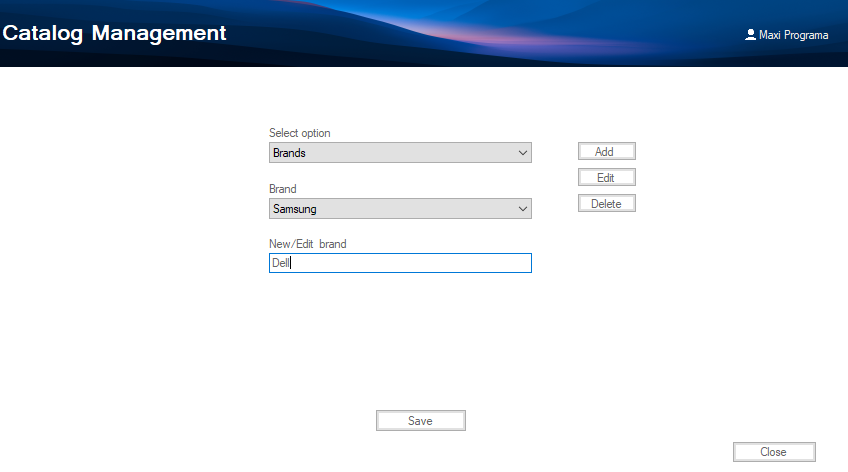 Catalog Management
Maxi Programa
Select option
Brands
Add
Edit
Brand
Samsung
Delete
New/Edit brand
Dell
Save
Close